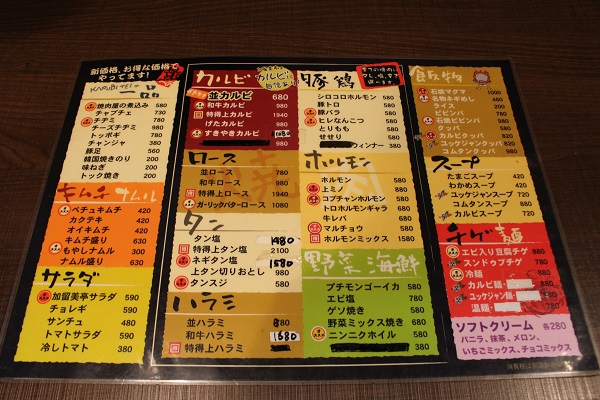 新価格、お得な価格で
やってます!
一品
焼肉屋の煮込み 580
チャプチェ 730
チヂミ 580
チーズチヂミ 780
トッポギ 580
チャンジャ 380
豚足 580
韓国焼きのり 200
味ねぎ 200
トック焼き 380
キムチ ナムル
ペチュキムチ 420
カクテキ 420
オイキムチ 420
キムチ盛り 630
もやしナムル 320
ナムル盛り 630
サラダ
加留美亭サラダ 590
チョレギ 590
サンチュ 480
トマトサラダ 590
冷しトマト 380
カルビ
並カルビ 680
和牛カルビ 980
特得上カルビ 1940
げたカルビ 980
すきやきカルビ 1080
ロース
並ロース 780
和牛ロース 980
特得上ロース
ガーリックバターロース 1000
タン
タン塩 1480
特得上タン塩 2100
ネギタン塩 1580
上タン切りおとし 980
タンスジ 580
ハラミ
並ハラミ 880
和牛ハラミ 1680
特得上ハラミ
豚 鶏
シロコロホルモン 580
豚トロ 580
豚バラ 580
ヒレなんこつ 580
とりもも 580
せせり 580
ウィンナー 380
ホルモン
ホルモン 580
上ミノ 880
コプチャンホルモン 580
トロホルモンギャラ 680
牛レバ 580
マルチョウ 580
ホルモンミックス 1580
野菜 海鮮
プチモンゴーイカ 580
エビ塩 580
ゲソ焼き 580
野菜ミックス焼き 680
ニンニクホイル 580
380
飯物
石焼マグマ 1000
名物キギめし
ライス
ビビンバ
石焼ビビンバ
クッパ
カルビクッパ
ユッケジャンクッパ
コムタンクッパ
スープ
たまごスープ
わかめスープ
ユッケジャンスープ
コムタンスープ
カルビスープ
チゲ 麺
エビ入り豆腐チゲ 880
スンドゥブチゲ 880
冷麺 880
カルビ麺
ユッケジャン麺
温麺
ソフトクリーム 各280
バニラ、抹茶、メロン、
いちごミックス、チョコミックス